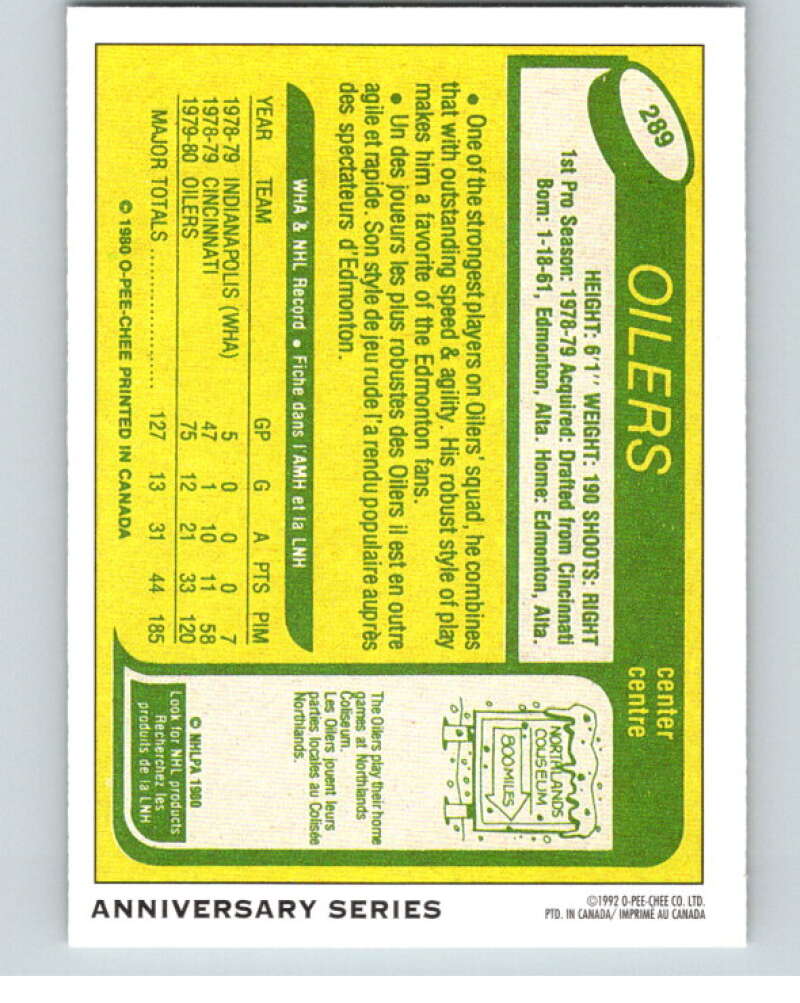 289
OILERS
center
centre
HEIGHT: 6'1'' WEIGHT: 190 SHOOTS: RIGHT
1st Pro Season: 1978-79 Acquired: Drafted from Cincinnati
Born: 1-18-61, Edmonton, Alta. Home: Edmonton, Alta.
• One of the strongest players on Oilers' squad, he combines
that with outstanding speed & agility. His robust style of play
makes him a favorite of the Edmonton fans.
• Un des joueurs les plus robustes des Oilers il est en outre
agile et rapide. Son style de jeu rude l'a rendu populaire auprès
des spectateurs d'Edmonton.
WHA & NHL Record • Fiche dans l'AMH et la LNH
YEAR TEAM GP G A PTS PIM
1978-79 INDIANAPOLIS (WHA) 5 0 0 0 7
1978-79 CINCINNATI 47 1 10 11 58
1979-80 OILERS 75 12 21 33 120
MAJOR TOTALS .................. 127 13 31 44 185
© 1980 O-PEE-CHEE PRINTED IN CANADA
NORTHLANDS
COLISEUM
800 MILES
The Oilers play their home
games at Northlands
Coliseum.
Les Oilers jouent leurs
parties locales au Colisée
Northlands.
© NHLPA 1980
Look for NHL products
Recherchez les
produits de la LNH
ANNIVERSARY SERIES
©1992 O-PEE-CHEE CO. LTD.
PTD. IN CANADA/ IMPRIMÉ AU CANADA